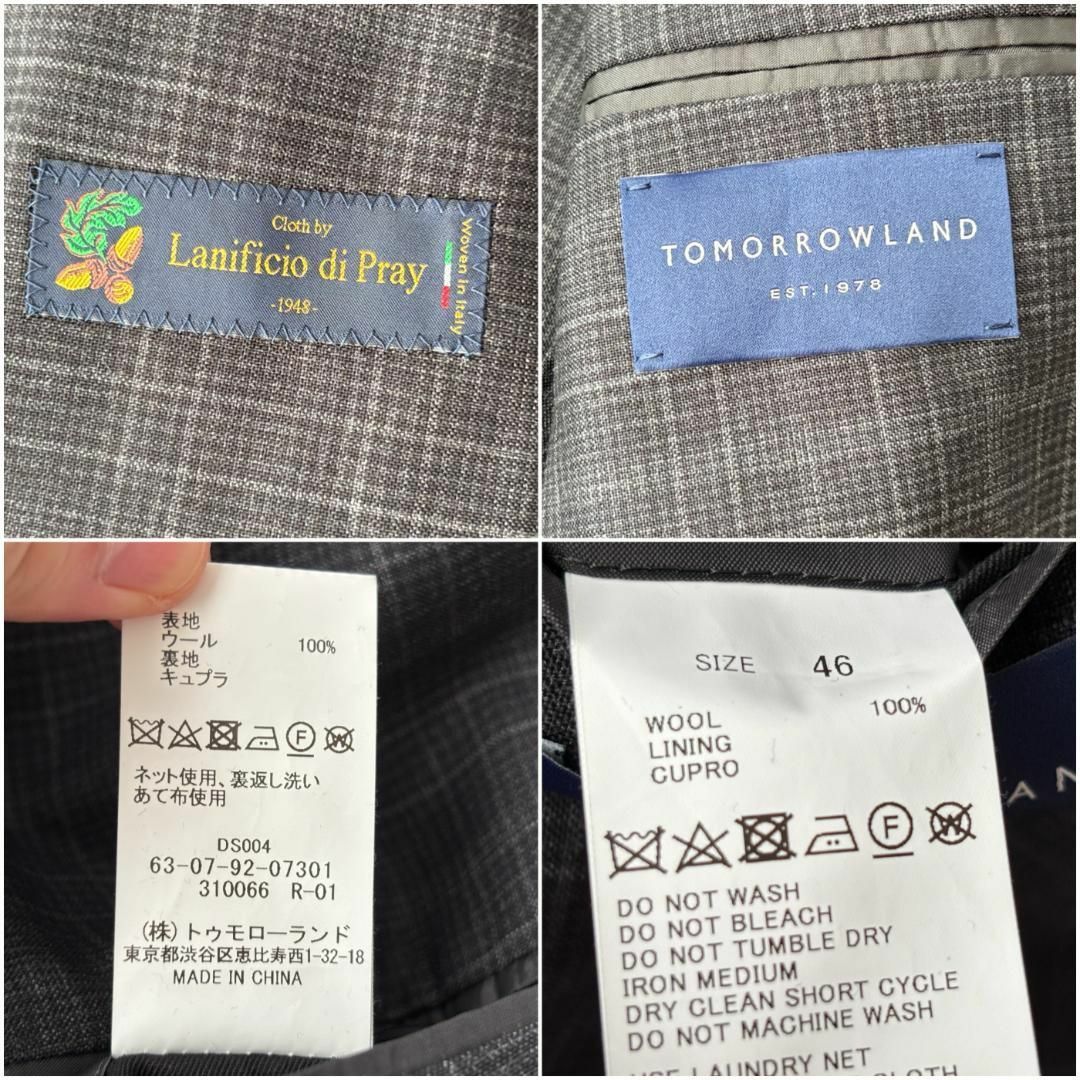 Cloth by
Lanificio di Pray
-1948-
Woven in Italy
TOMORROWLAND
EST. 1978
表地
ウール 100%
裏地
キュプラ
F W
ネット使用、裏返し洗い
あて布使用
DS004
63-07-92-07301
310066 R-01
(株)トゥモローランド
東京都渋谷区恵比寿西1-32-18
MADE IN CHINA
SIZE 46
WOOL 100%
LINING
CUPRO
F W
DO NOT WASH
DO NOT BLEACH
DO NOT TUMBLE DRY
IRON MEDIUM
DRY CLEAN SHORT CYCLE
DO NOT MACHINE WASH
USE LAUNDRY NET
CLOTH
AN